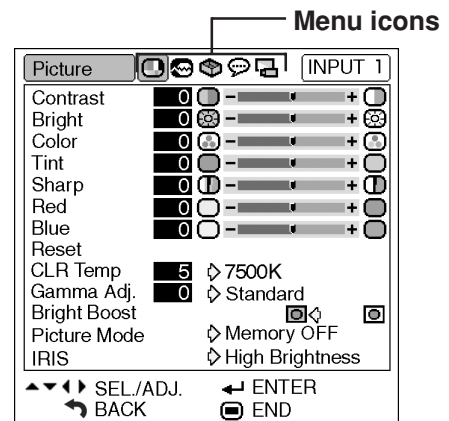 Menu icons
Picture INPUT 1
Contrast 0 - +
Bright 0 - +
Color 0 - +
Tint 0 - +
Sharp 0 - +
Red 0 - +
Blue 0 - +
Reset
CLR Temp 5 7500K
Gamma Adj. 0 Standard
Bright Boost
Picture Mode Memory OFF
IRIS High Brightness
SEL./ADJ. ENTER
BACK END